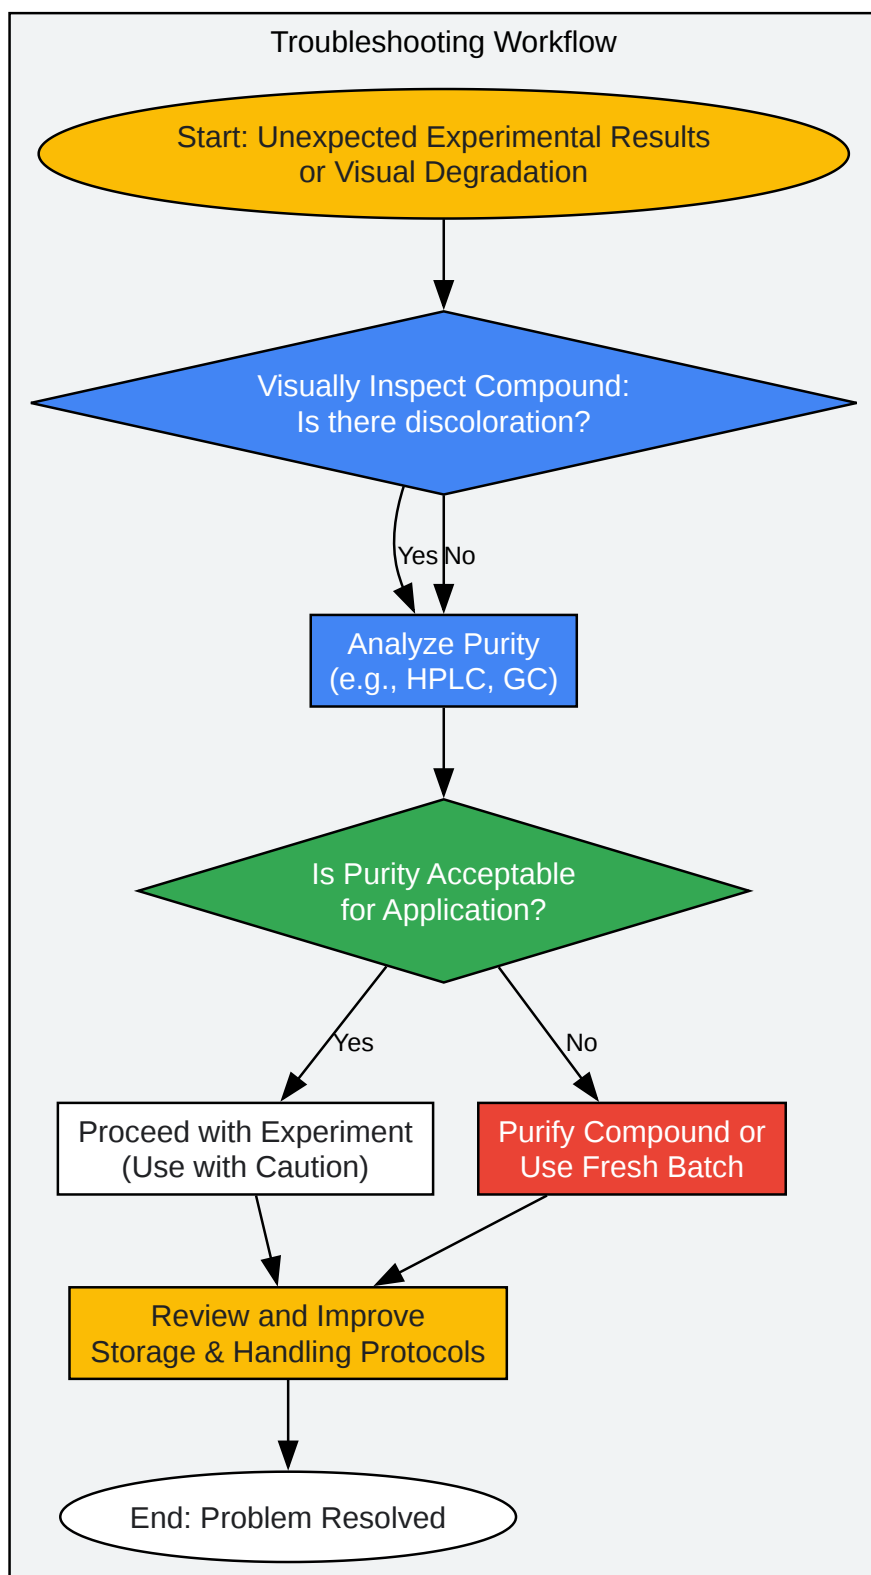 Troubleshooting Workflow
Start: Unexpected Experimental Results
or Visual Degradation
Visually Inspect Compound:
Is there discoloration?
Yes
No
Analyze Purity
(e.g., HPLC, GC)
Is Purity Acceptable
for Application?
Yes
No
Proceed with Experiment
(Use with Caution)
Purify Compound or
Use Fresh Batch
Review and Improve
Storage & Handling Protocols
End: Problem Resolved